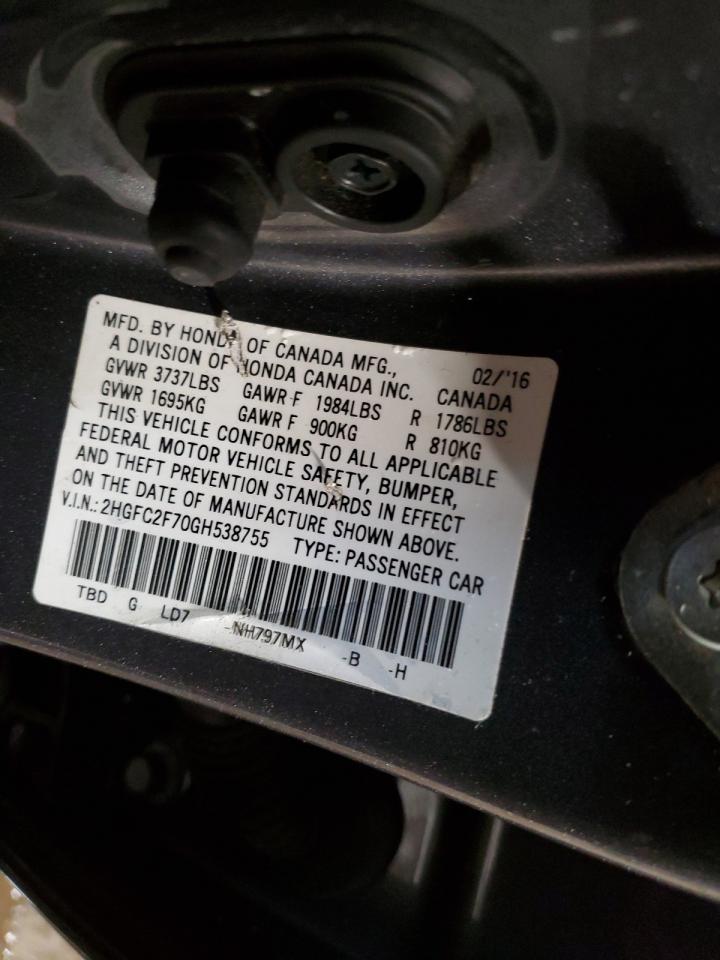 MFD. BY HONDA OF CANADA MFG., 02/'16
A DIVISION OF HONDA CANADA INC. CANADA
GVWR 3737LBS GAWR F 1984LBS R 1786LBS
GVWR 1695KG GAWR F 900KG R 810KG
THIS VEHICLE CONFORMS TO ALL APPLICABLE
FEDERAL MOTOR VEHICLE SAFETY, BUMPER,
AND THEFT PREVENTION STANDARDS IN EFFECT
ON THE DATE OF MANUFACTURE SHOWN ABOVE.
V.I.N.: 2HGFC2F70GH538755 TYPE: PASSENGER CAR
TBD G LD7 -NH797MX -B -H